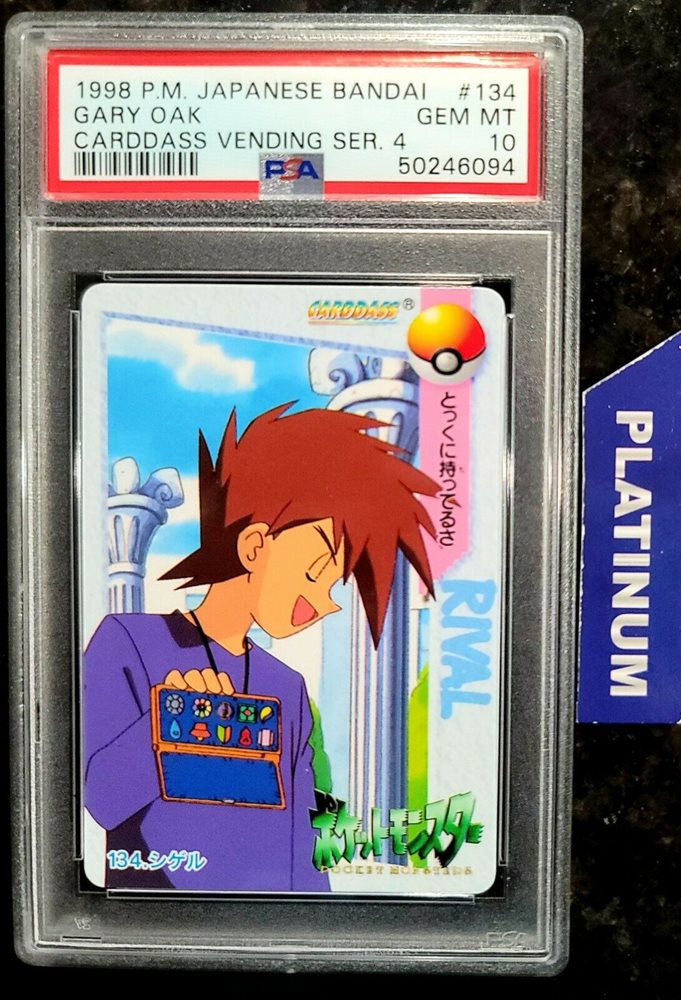 1998 P.M. JAPANESE BANDAI #134
GARY OAK GEM MT
CARDDASS VENDING SER. 4 10
50246094
PSA
CARDDASS®
とっくに持ってるぞ
RIVAL
ポケットモンスター
POCKET MONSTERS
134.シゲル
PLATINUM